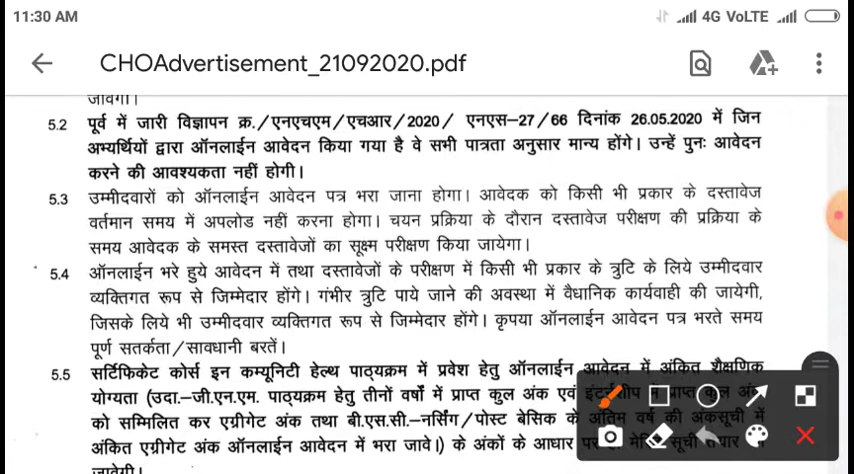 11:30 AM 4G VoLTE
CHOAdvertisement_21092020.pdf
जावेगा।
5.2 पूर्व में जारी विज्ञापन क्र./एनएचएम/एचआर/2020/ एनएस–27/66 दिनांक 26.05.2020 में जिन
अभ्यर्थियों द्वारा ऑनलाईन आवेदन किया गया है वे सभी पात्रता अनुसार मान्य होंगे। उन्हें पुनः आवेदन
करने की आवश्यकता नहीं होगी।
5.3 उम्मीदवारों को ऑनलाईन आवेदन पत्र भरा जाना होगा। आवेदक को किसी भी प्रकार के दस्तावेज
वर्तमान समय में अपलोड नहीं करना होगा। चयन प्रक्रिया के दौरान दस्तावेज परीक्षण की प्रक्रिया के
समय आवेदक के समस्त दस्तावेजों का सूक्ष्म परीक्षण किया जायेगा।
5.4 ऑनलाईन भरे हुये आवेदन में तथा दस्तावेजों के परीक्षण में किसी भी प्रकार के त्रुटि के लिये उम्मीदवार
व्यक्तिगत रूप से जिम्मेदार होंगे। गंभीर त्रुटि पाये जाने की अवस्था में वैधानिक कार्यवाही की जायेगी,
जिसके लिये भी उम्मीदवार व्यक्तिगत रूप से जिम्मेदार होंगे। कृपया ऑनलाईन आवेदन पत्र भरते समय
पूर्ण सतर्कता/सावधानी बरतें।
5.5 सर्टिफिकेट कोर्स इन कम्यूनिटी हेल्थ पाठ्यक्रम में प्रवेश हेतु ऑनलाईन आवेदन में अंकित शैक्षणिक
योग्यता (उदा.–जी.एन.एम. पाठ्यक्रम हेतु तीनों वर्षों में प्राप्त कुल अंक एवं इंटर्नशीप में प्राप्त कुल अंक
को सम्मिलित कर एग्रीगेट अंक तथा बी.एस.सी.–नर्सिंग/पोस्ट बेसिक के अंतिम वर्ष की अंकसूची में
अंकित एग्रीगेट अंक ऑनलाईन आवेदन में भरा जावे।) के अंकों के आधार पर सूची
जावेगी।